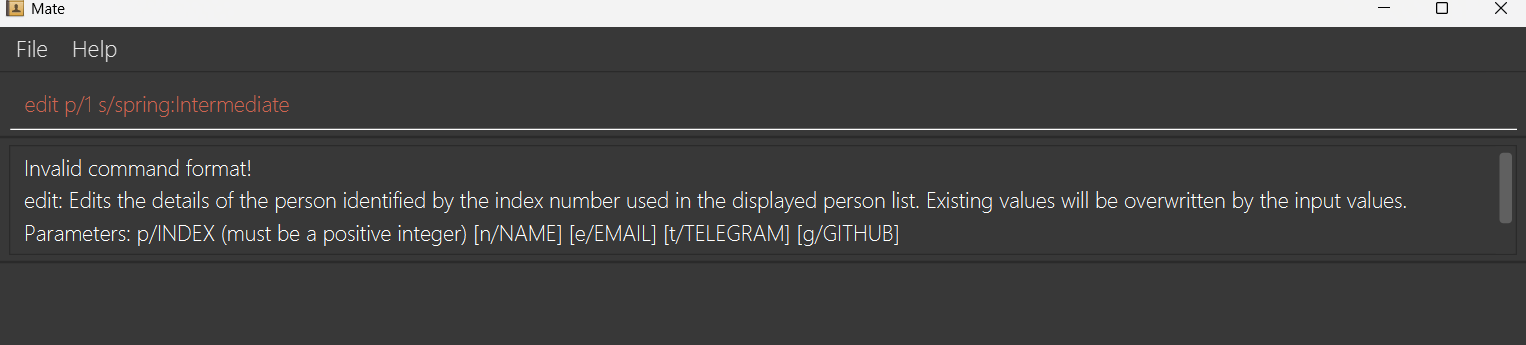 Mate
File Help
edit p/1 s/spring:Intermediate
Invalid command format!
edit: Edits the details of the person identified by the index number used in the displayed person list. Existing values will be overwritten by the input values.
Parameters: p/INDEX (must be a positive integer) [n/NAME] [e/EMAIL] [t/TELEGRAM] [g/GITHUB]